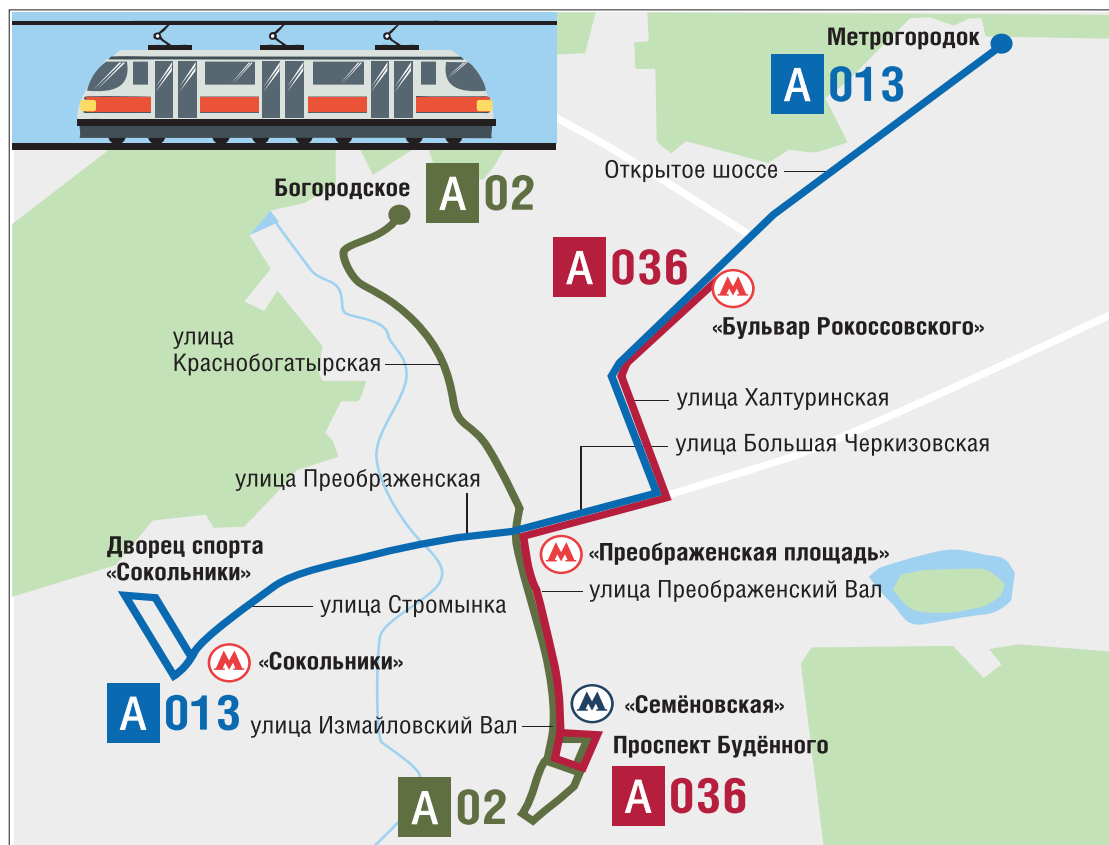 Метрогородок
А 013
Открытое шоссе
Богородское
А 02
А 036
М
«Бульвар Рокоссовского»
улица
Краснобогатырская
улица Халтуринская
улица Большая Черкизовская
улица Преображенская
Дворец спорта
«Сокольники»
М
«Преображенская площадь»
улица Преображенский Вал
улица Стромынка
М
«Сокольники»
М
«Семёновская»
А 013
улица Измайловский Вал
Проспект Будённого
А 02
А 036